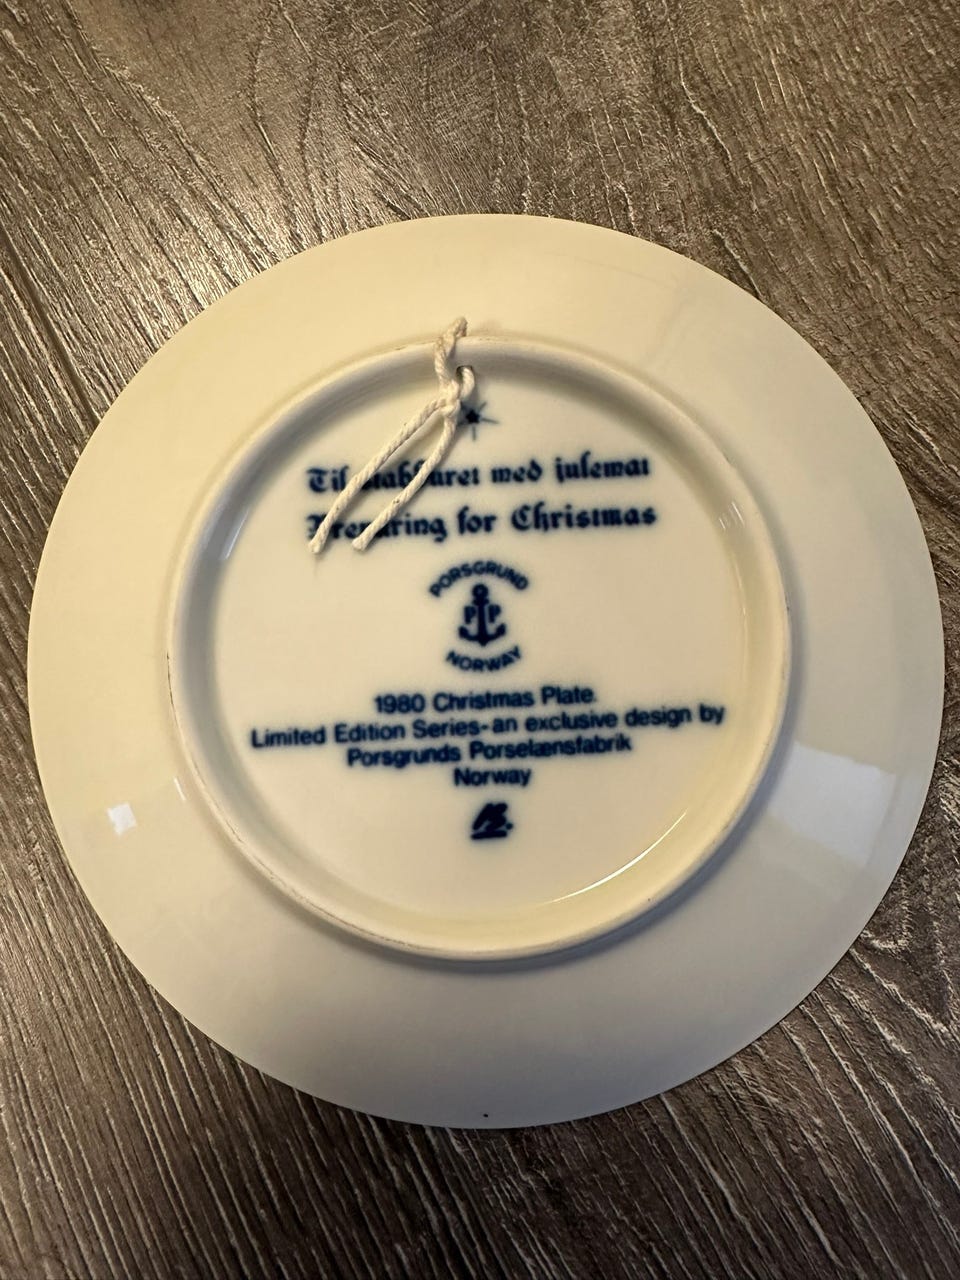 Til med julemat
for Christmas
PORSGRUND
P P
NORWAY
1980 Christmas Plate.
Limited Edition Series-an exclusive design by
Porsgrunds Porselænsfabrik
Norway